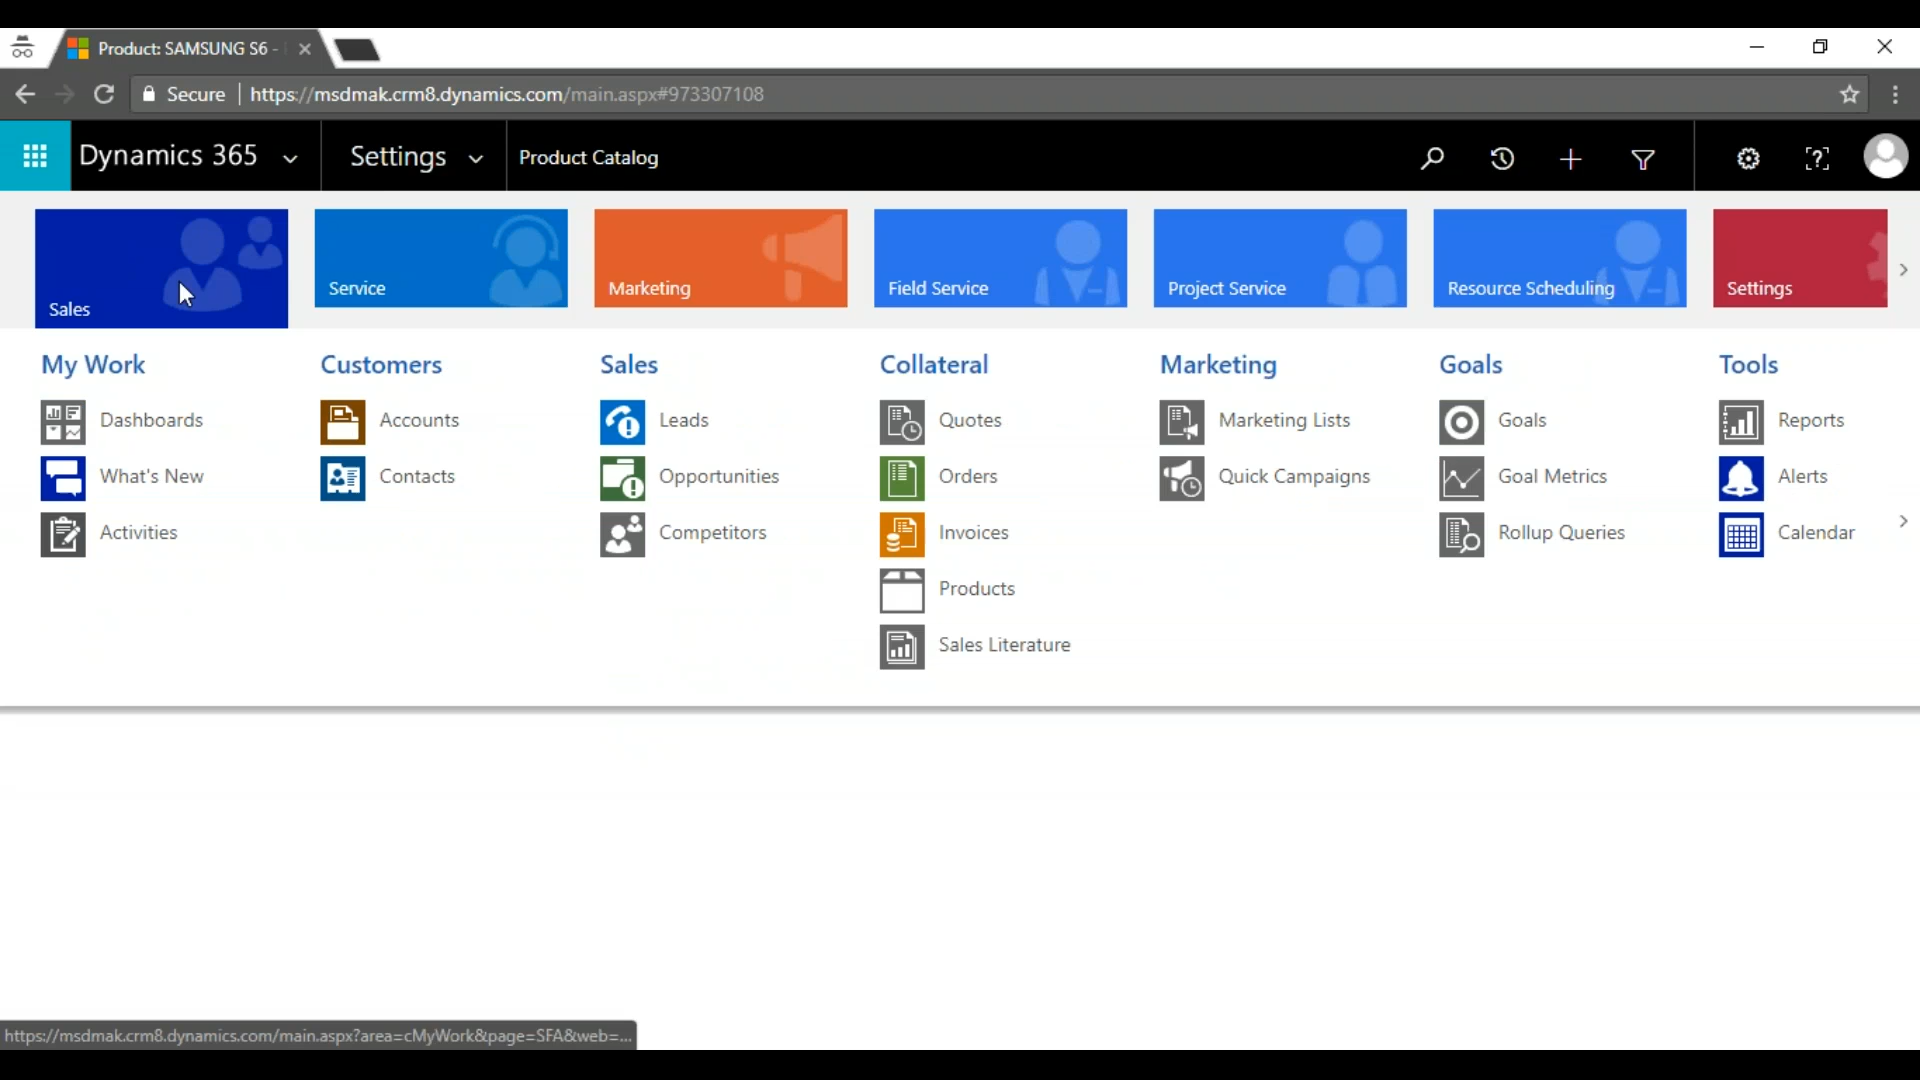 Product: SAMSUNG S6 -
Secure https://msdmak.crm8.dynamics.com/main.aspx#973307108
Dynamics 365 Settings Product Catalog
Sales Service Marketing Field Service Project Service Resource Scheduling Settings
My Work Customers Sales Collateral Marketing Goals Tools
Dashboards Accounts Leads Quotes Marketing Lists Goals Reports
What's New Contacts Opportunities Orders Quick Campaigns Goal Metrics Alerts
Activities Competitors Invoices Rollup Queries Calendar
Products
Sales Literature
https://msdmak.crm8.dynamics.com/main.aspx?area=cMyWork&page=SFA&web=...